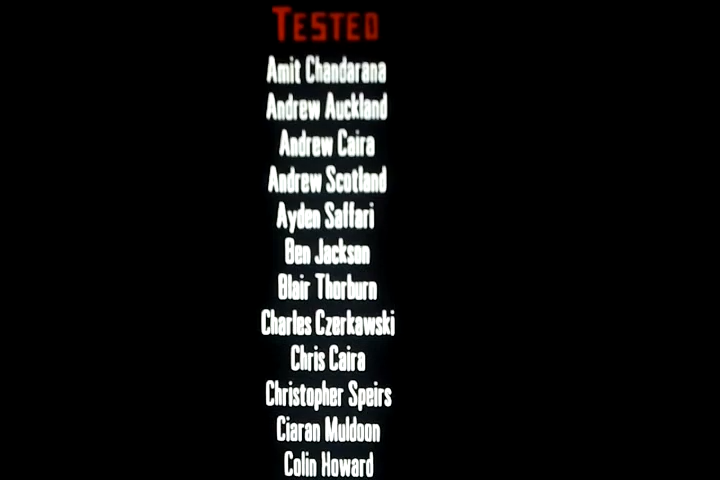 TESTED
Amit Chandarana
Andrew Auckland
Andrew Caira
Andrew Scotland
Ayden Saffari
Ben Jackson
Blair Thorburn
Charles Czerkawski
Chris Caira
Christopher Speirs
Ciaran Muldoon
Colin Howard